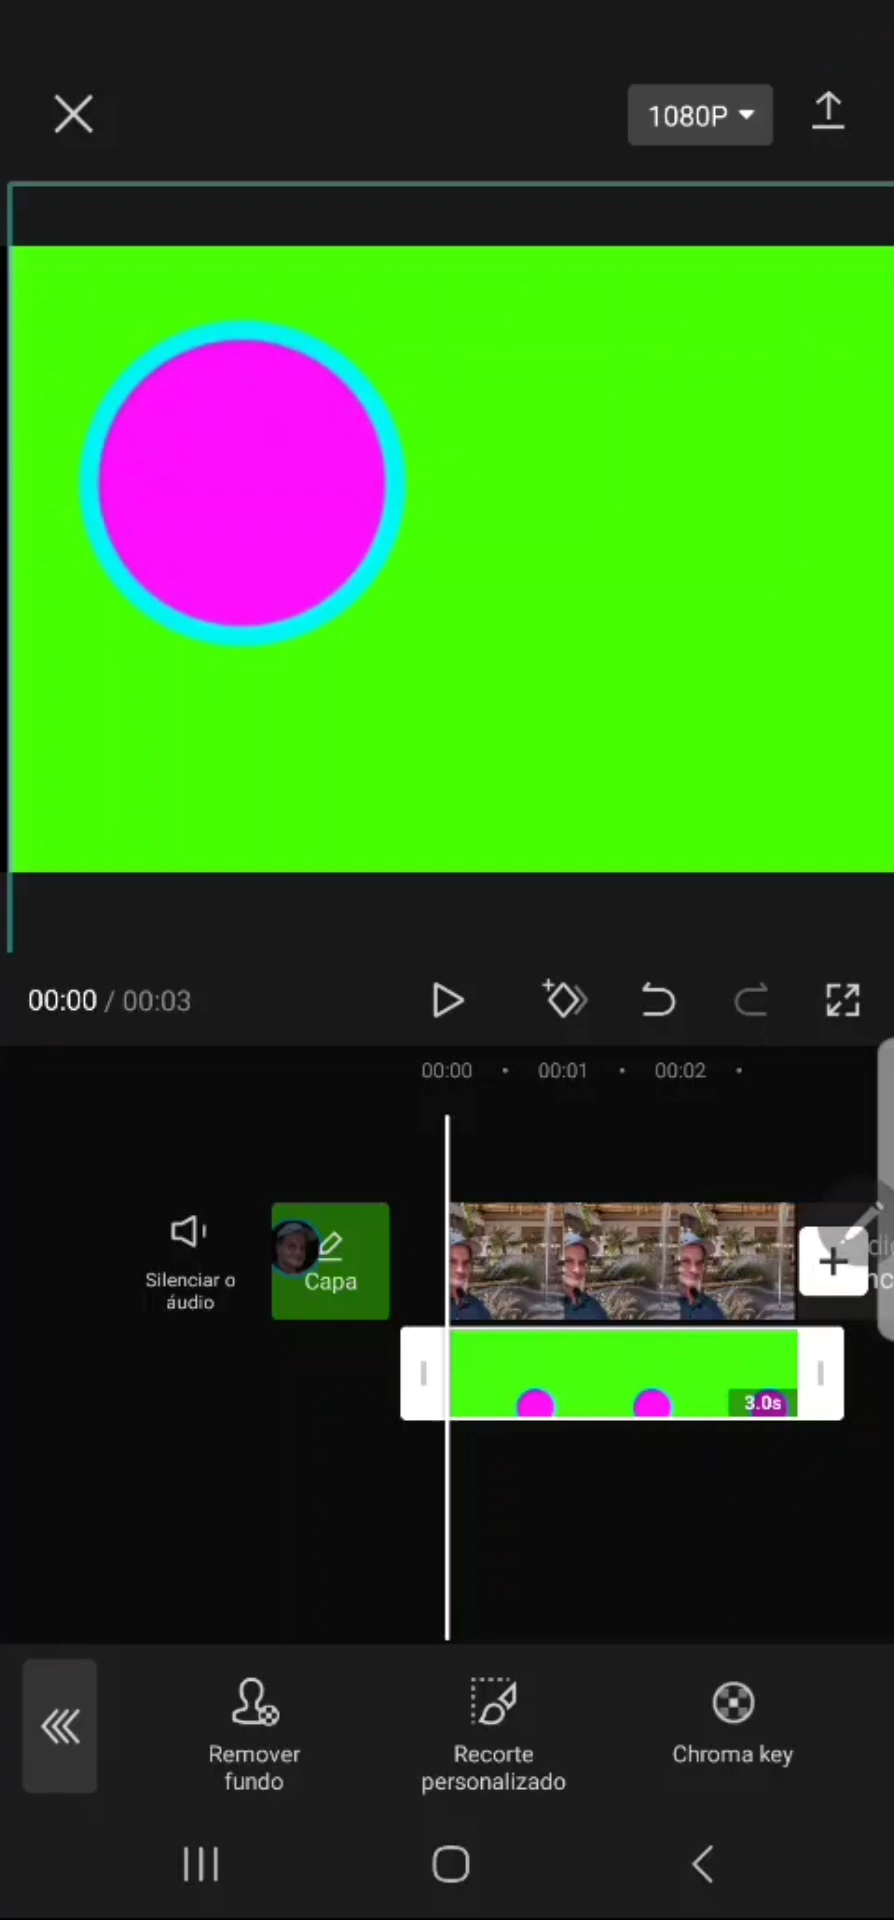 1080P
00:00 / 00:03
00:00 · 00:01 · 00:02 ·
Silenciar o
áudio
Capa
3.0s
Remover
fundo
Recorte
personalizado
Chroma key